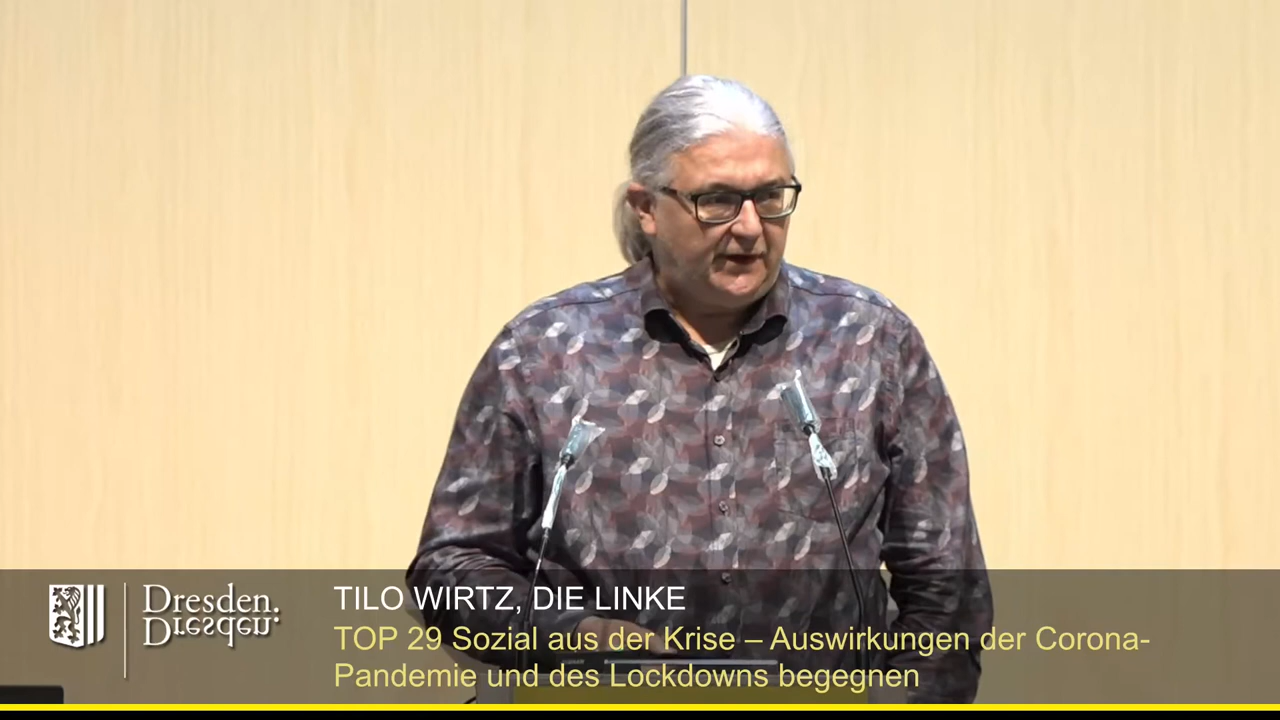 Dresden.
Dresden.
TILO WIRTZ, DIE LINKE
TOP 29 Sozial aus der Krise – Auswirkungen der Corona-
Pandemie und des Lockdowns begegnen